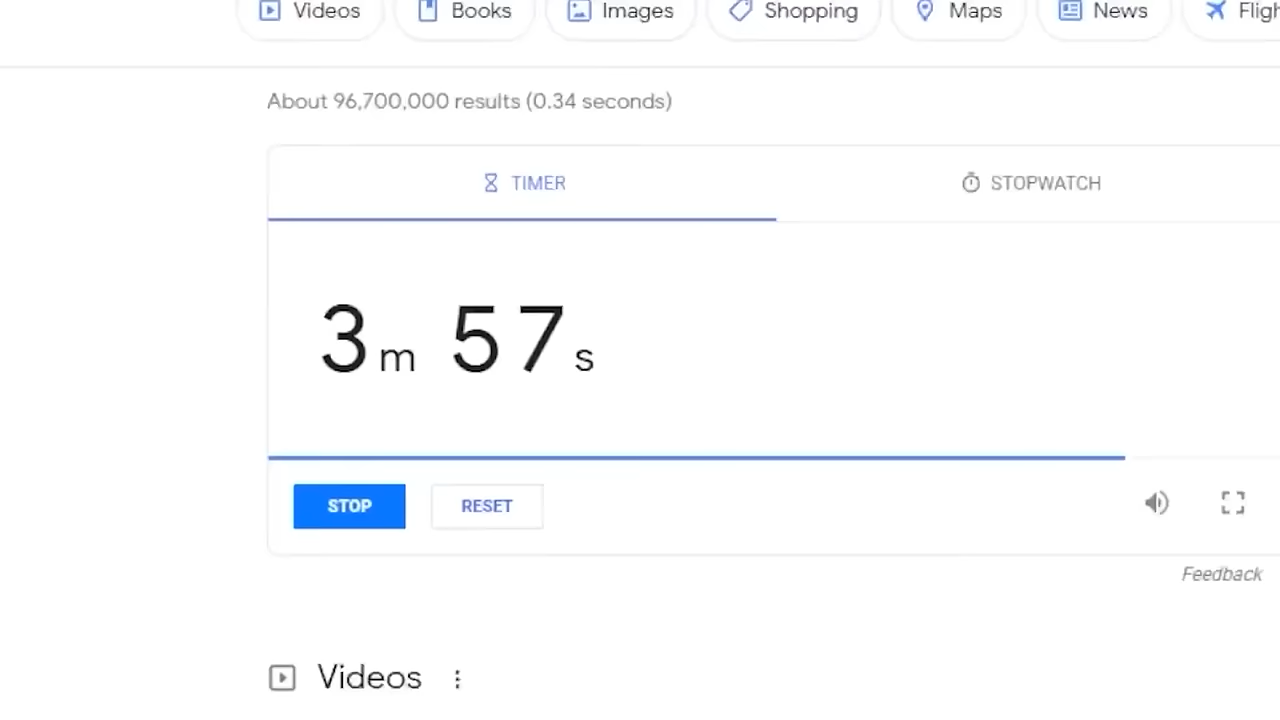 Videos Books Images Shopping Maps News
About 96,700,000 results (0.34 seconds)
TIMER STOPWATCH
3m 57s
STOP RESET
Feedback
Videos